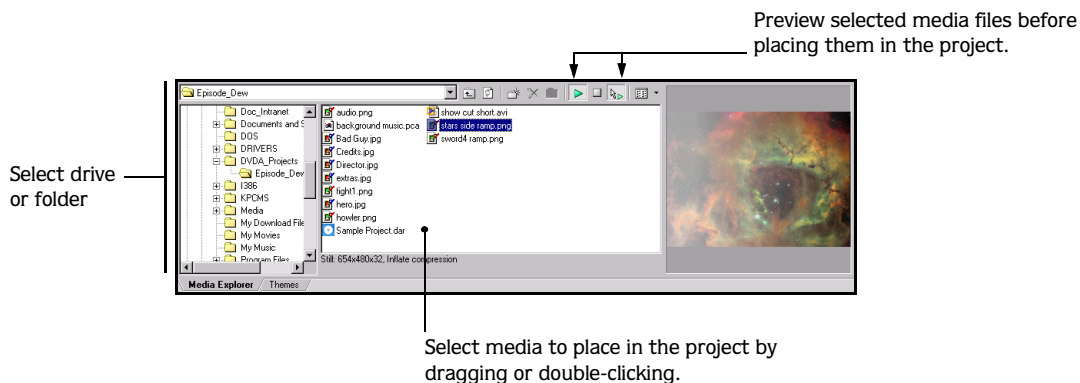 Preview selected media files before
placing them in the project.
Episode_Dew
Select drive
or folder
Doc_Intranet
Documents and S
DOS
DRIVERS
DVDA_Projects
Episode_Dew
I386
KPCMS
Media
My Download File
My Movies
My Music
Program Files
audio.png
background music.pca
Bad Guy.jpg
Credits.jpg
Director.jpg
extras.jpg
fight1.png
hero.jpg
howler.png
Sample Project.dar
show cut short.avi
stars side ramp.png
sword4 ramp.png
Still: 654x480x32, Inflate compression
Media Explorer
Themes
Select media to place in the project by
dragging or double-clicking.